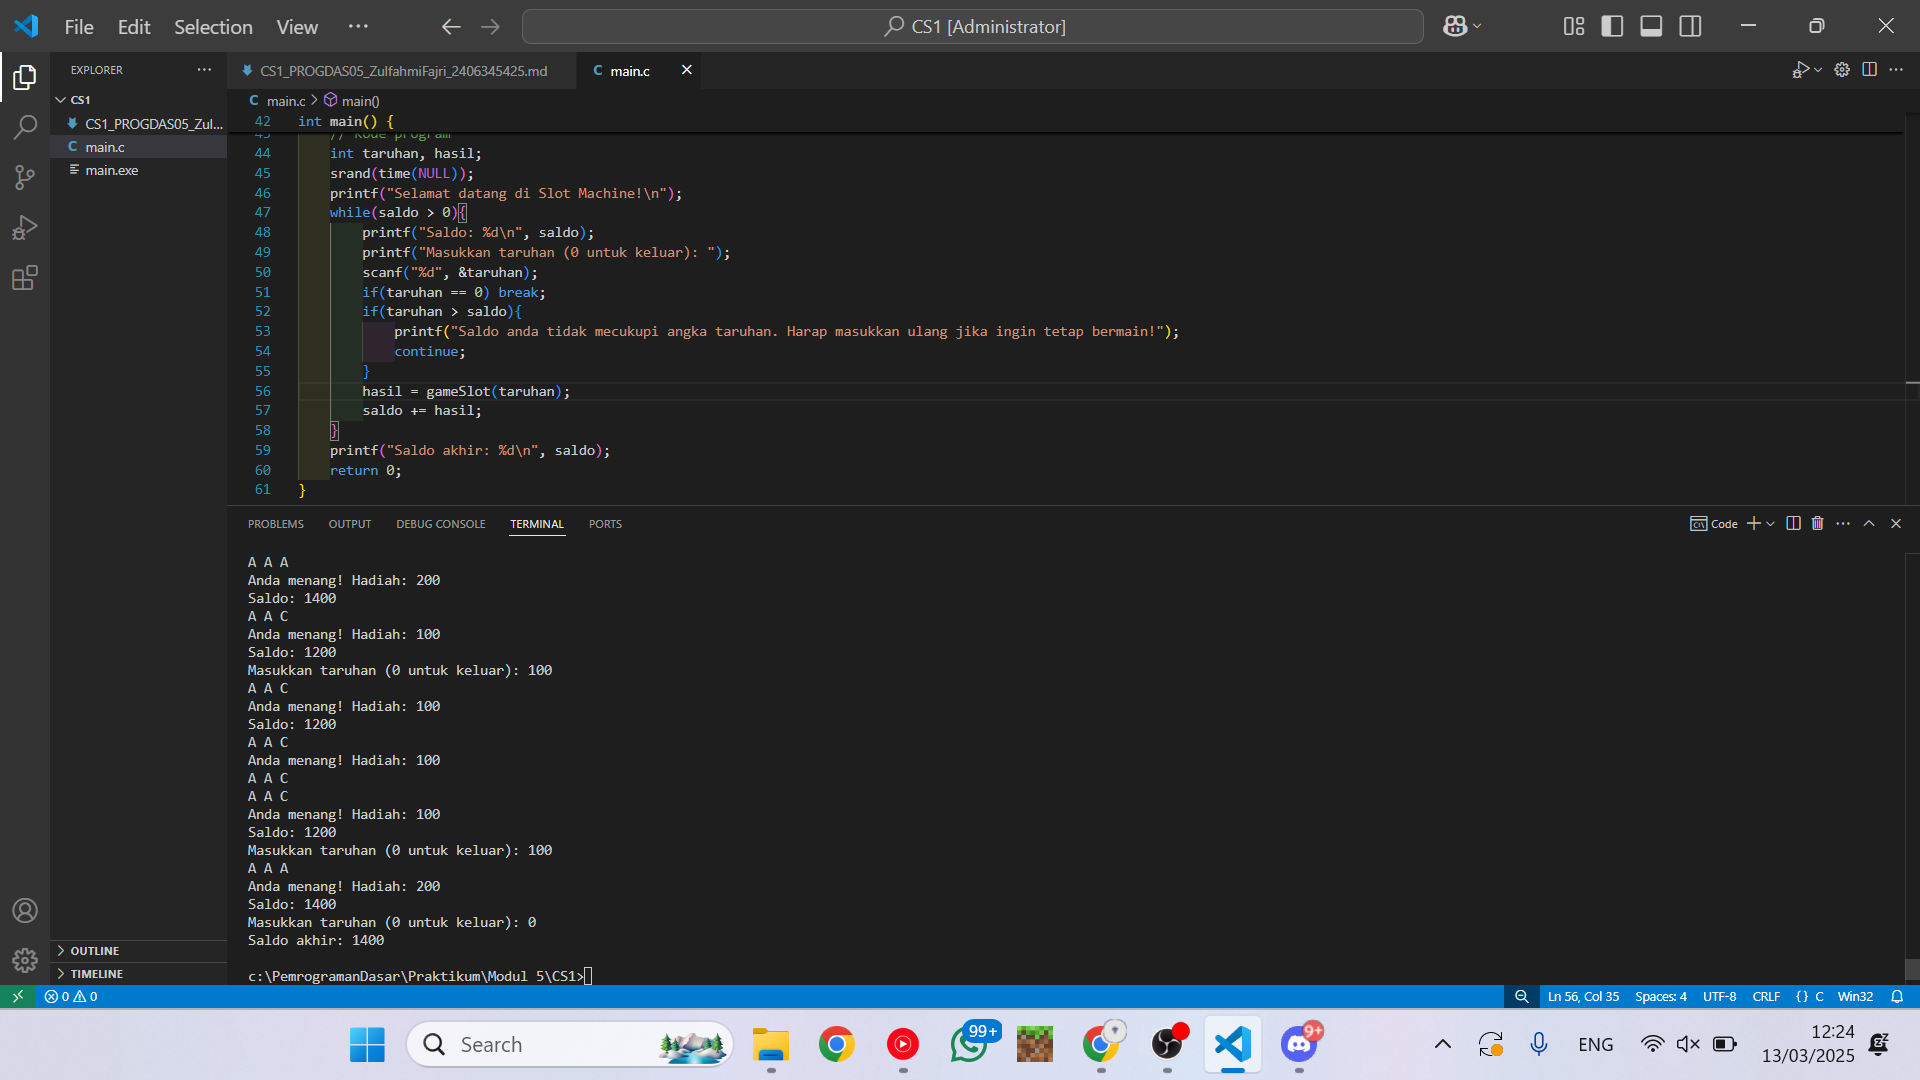 File Edit Selection View
CS1 [Administrator]
EXPLORER
CS1
CS1_PROGDAS05_Zul...
main.c
main.exe
OUTLINE
TIMELINE
CS1_PROGDAS05_ZulfahmiFajri_2406345425.md
main.c
main.c > main()
42 int main() {
43 // Kode program
44 int taruhan, hasil;
45 srand(time(NULL));
46 printf("Selamat datang di Slot Machine!\n");
47 while(saldo > 0){
48 printf("Saldo: %d\n", saldo);
49 printf("Masukkan taruhan (0 untuk keluar): ");
50 scanf("%d", &taruhan);
51 if(taruhan == 0) break;
52 if(taruhan > saldo){
53 printf("Saldo anda tidak mecukupi angka taruhan. Harap masukkan ulang jika ingin tetap bermain!");
54 continue;
55 }
56 hasil = gameSlot(taruhan);
57 saldo += hasil;
58 }
59 printf("Saldo akhir: %d\n", saldo);
60 return 0;
61 }
PROBLEMS OUTPUT DEBUG CONSOLE TERMINAL PORTS
Code
A A A
Anda menang! Hadiah: 200
Saldo: 1400
A A C
Anda menang! Hadiah: 100
Saldo: 1200
Masukkan taruhan (0 untuk keluar): 100
A A C
Anda menang! Hadiah: 100
Saldo: 1200
A A C
Anda menang! Hadiah: 100
A A C
A A C
Anda menang! Hadiah: 100
Saldo: 1200
Masukkan taruhan (0 untuk keluar): 100
A A A
Anda menang! Hadiah: 200
Saldo: 1400
Masukkan taruhan (0 untuk keluar): 0
Saldo akhir: 1400
c:\PemrogramanDasar\Praktikum\Modul 5\CS1>
0 0
Ln 56, Col 35 Spaces: 4 UTF-8 CRLF {} C Win32
Search
99+
9+
ENG
12:24
13/03/2025